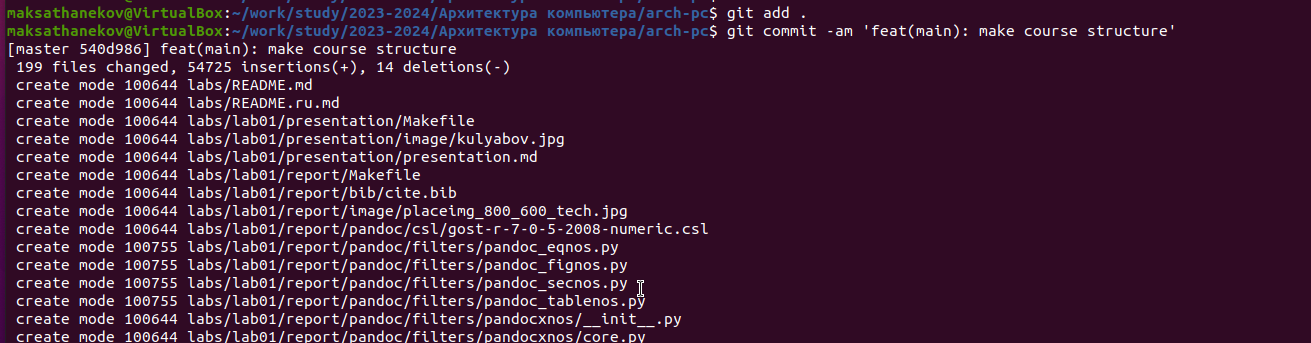 maksathanekov@VirtualBox:~/work/study/2023-2024/Архитектура компьютера/arch-pc$ git add .
maksathanekov@VirtualBox:~/work/study/2023-2024/Архитектура компьютера/arch-pc$ git commit -am 'feat(main): make course structure'
[master 540d986] feat(main): make course structure
 199 files changed, 54725 insertions(+), 14 deletions(-)
 create mode 100644 labs/README.md
 create mode 100644 labs/README.ru.md
 create mode 100644 labs/lab01/presentation/Makefile
 create mode 100644 labs/lab01/presentation/image/kulyabov.jpg
 create mode 100644 labs/lab01/presentation/presentation.md
 create mode 100644 labs/lab01/report/Makefile
 create mode 100644 labs/lab01/report/bib/cite.bib
 create mode 100644 labs/lab01/report/image/placeimg_800_600_tech.jpg
 create mode 100644 labs/lab01/report/pandoc/csl/gost-r-7-0-5-2008-numeric.csl
 create mode 100755 labs/lab01/report/pandoc/filters/pandoc_eqnos.py
 create mode 100755 labs/lab01/report/pandoc/filters/pandoc_fignos.py
 create mode 100755 labs/lab01/report/pandoc/filters/pandoc_secnos.py
 create mode 100755 labs/lab01/report/pandoc/filters/pandoc_tablenos.py
 create mode 100644 labs/lab01/report/pandoc/filters/pandocxnos/__init__.py
 create mode 100644 labs/lab01/report/pandoc/filters/pandocxnos/core.py